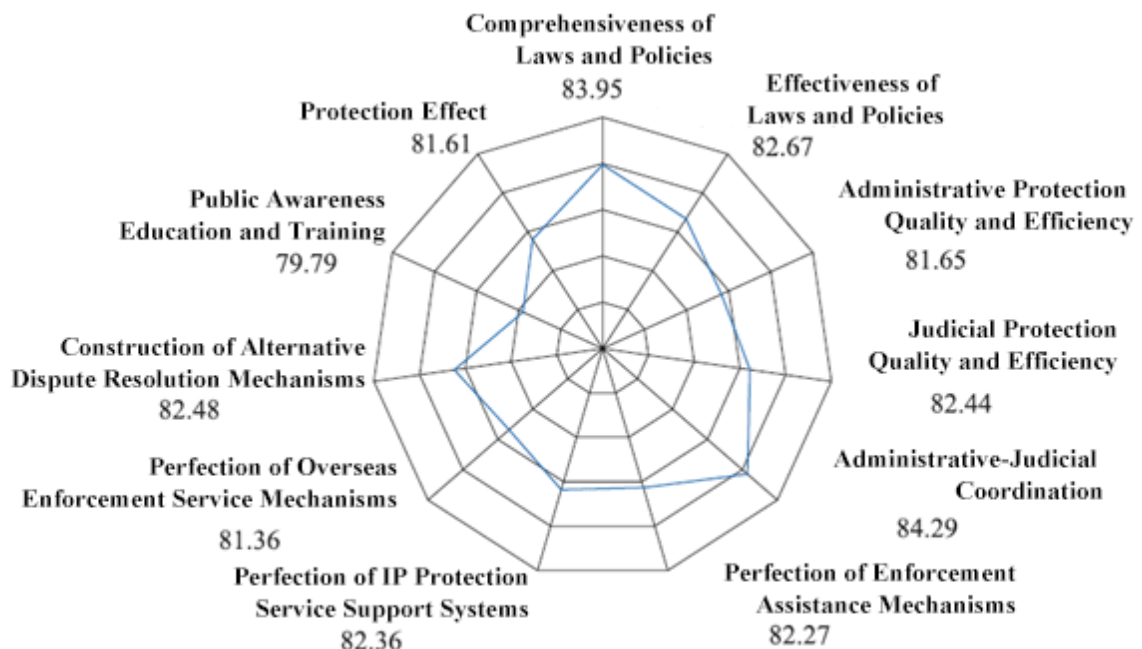 Comprehensiveness of
Laws and Policies
83.95
Effectiveness of
Laws and Policies
82.67
Administrative Protection
Quality and Efficiency
81.65
Judicial Protection
Quality and Efficiency
82.44
Administrative-Judicial
Coordination
84.29
Perfection of Enforcement
Assistance Mechanisms
82.27
Perfection of IP Protection
Service Support Systems
82.36
Perfection of Overseas
Enforcement Service Mechanisms
81.36
Construction of Alternative
Dispute Resolution Mechanisms
82.48
Public Awareness
Education and Training
79.79
Protection Effect
81.61